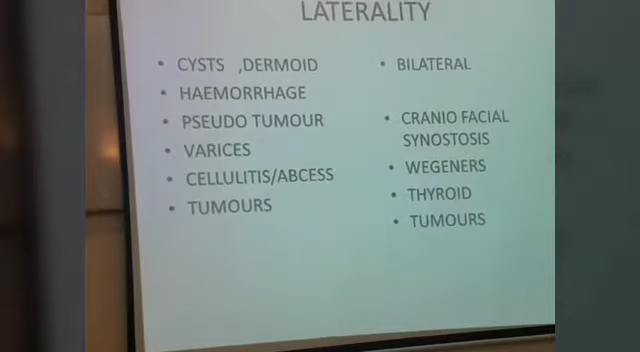 LATERALITY
• CYSTS ,DERMOID
• HAEMORRHAGE
• PSEUDO TUMOUR
• VARICES
• CELLULITIS/ABCESS
• TUMOURS
• BILATERAL
• CRANIO FACIAL
SYNOSTOSIS
• WEGENERS
• THYROID
• TUMOURS